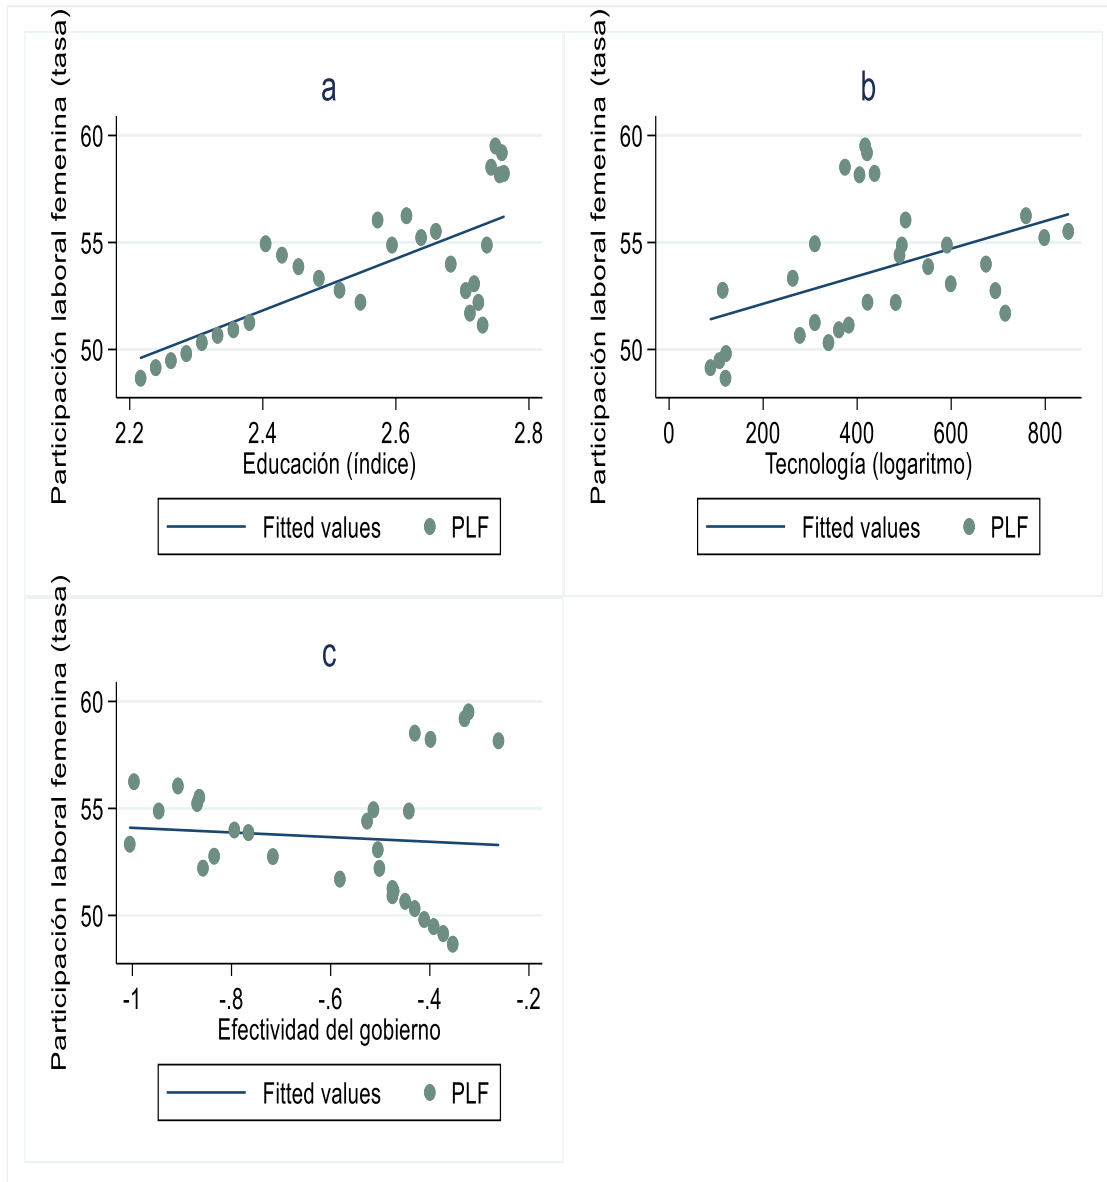 a
Participación laboral femenina (tasa)
60
55
50
2.2 2.4 2.6 2.8
Educación (índice)
Fitted values PLF
b
Participación laboral femenina (tasa)
60
55
50
0 200 400 600 800
Tecnología (logaritmo)
Fitted values PLF
c
Participación laboral femenina (tasa)
60
55
50
-1 -.8 -.6 -.4 -.2
Efectividad del gobierno
Fitted values PLF